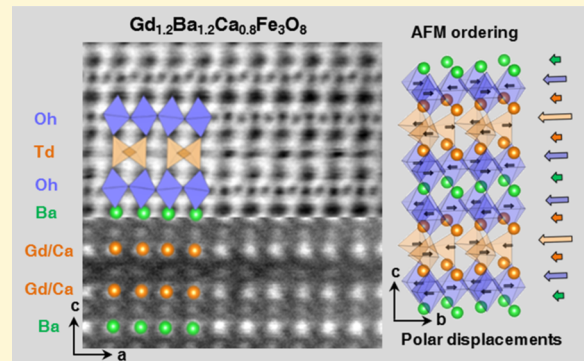 Gd1.2Ba1.2Ca0.8Fe3O8
AFM ordering
Oh
Td
Oh
Ba
Gd/Ca
Gd/Ca
Ba
c
a
c
b
Polar displacements